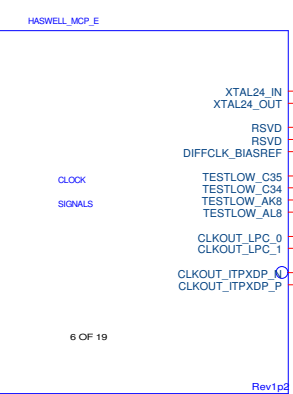 HASWELL_MCP_E
XTAL24_IN
XTAL24_OUT
RSVD
RSVD
DIFFCLK_BIASREF
CLOCK
TESTLOW_C35
TESTLOW_C34
SIGNALS
TESTLOW_AK8
TESTLOW_AL8
CLKOUT_LPC_0
CLKOUT_LPC_1
CLKOUT_ITPXDP_N
CLKOUT_ITPXDP_P
6 OF 19
Rev1p2